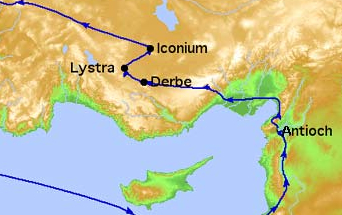 Iconium
Lystra
Derbe
Antioch